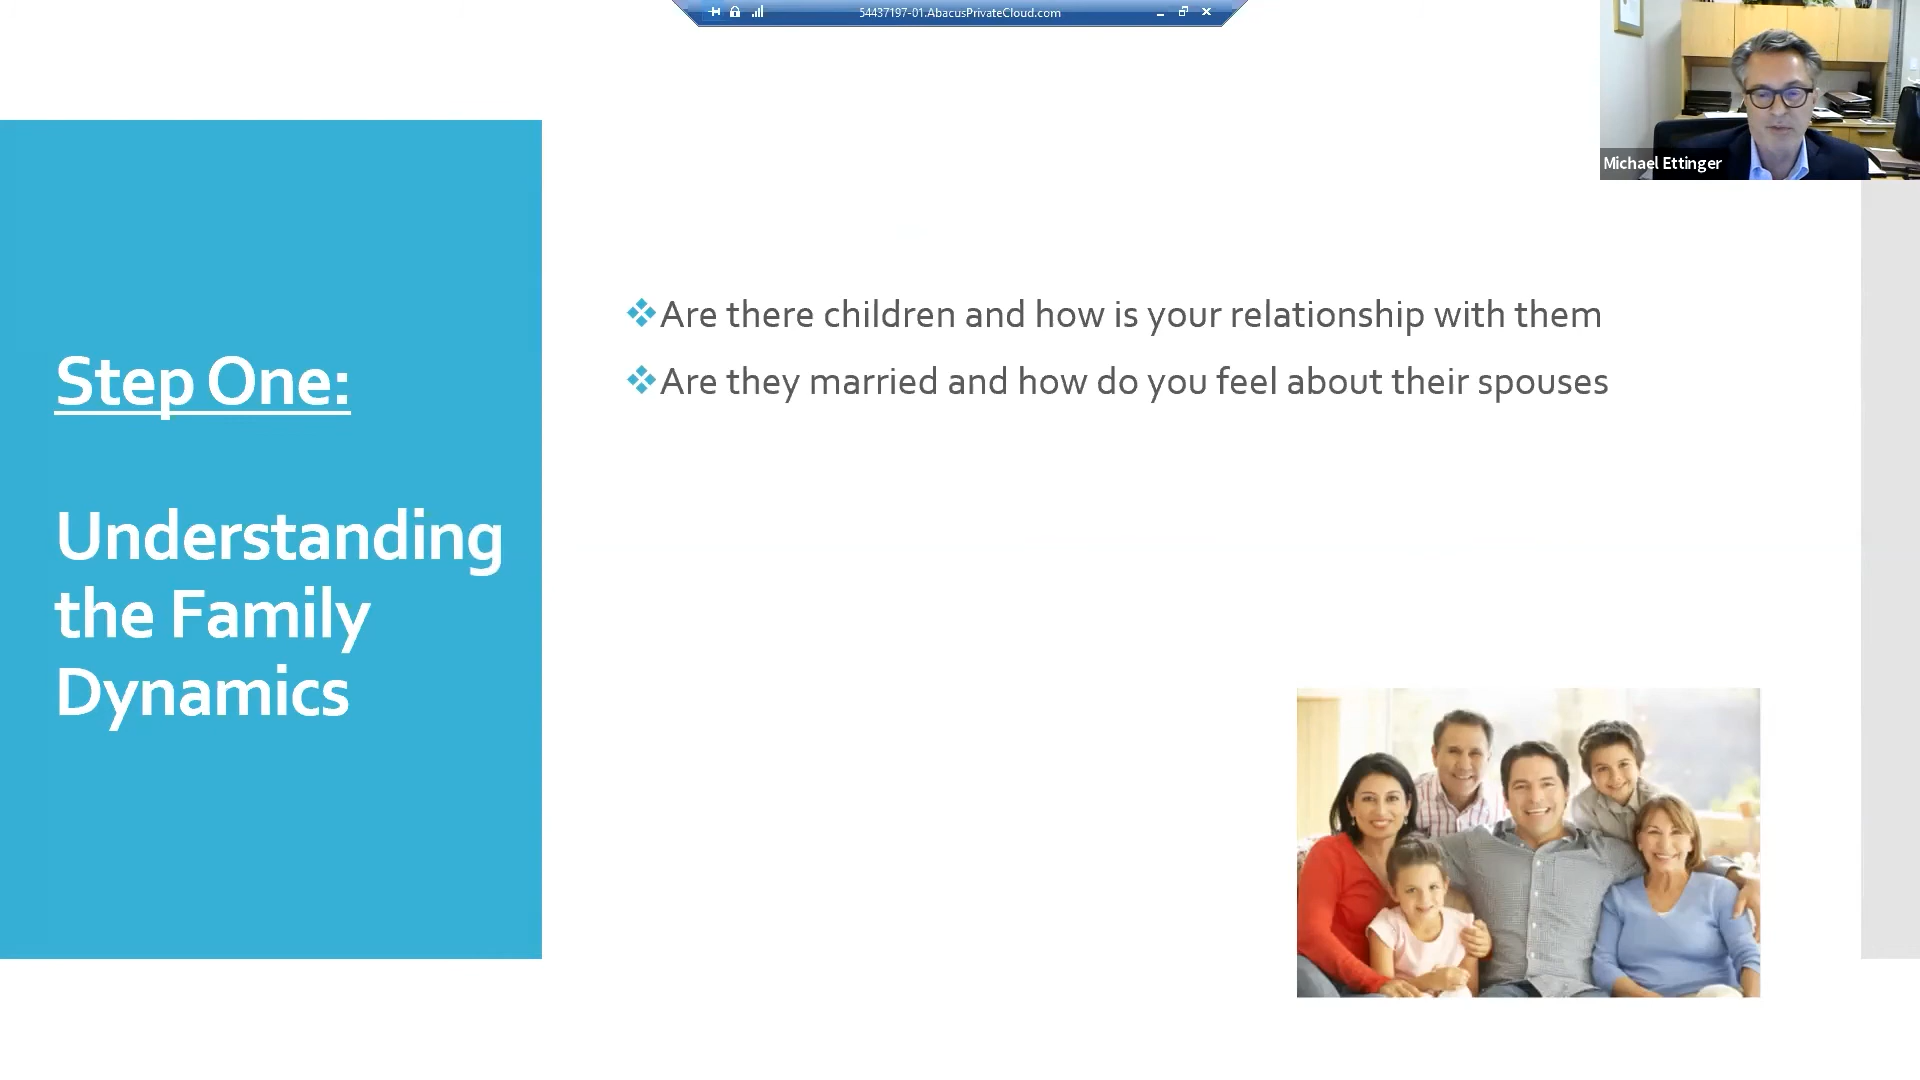 54437197-01.AbacusPrivateCloud.com
Michael Ettinger
Step One:
Understanding
the Family
Dynamics
Are there children and how is your relationship with them
Are they married and how do you feel about their spouses